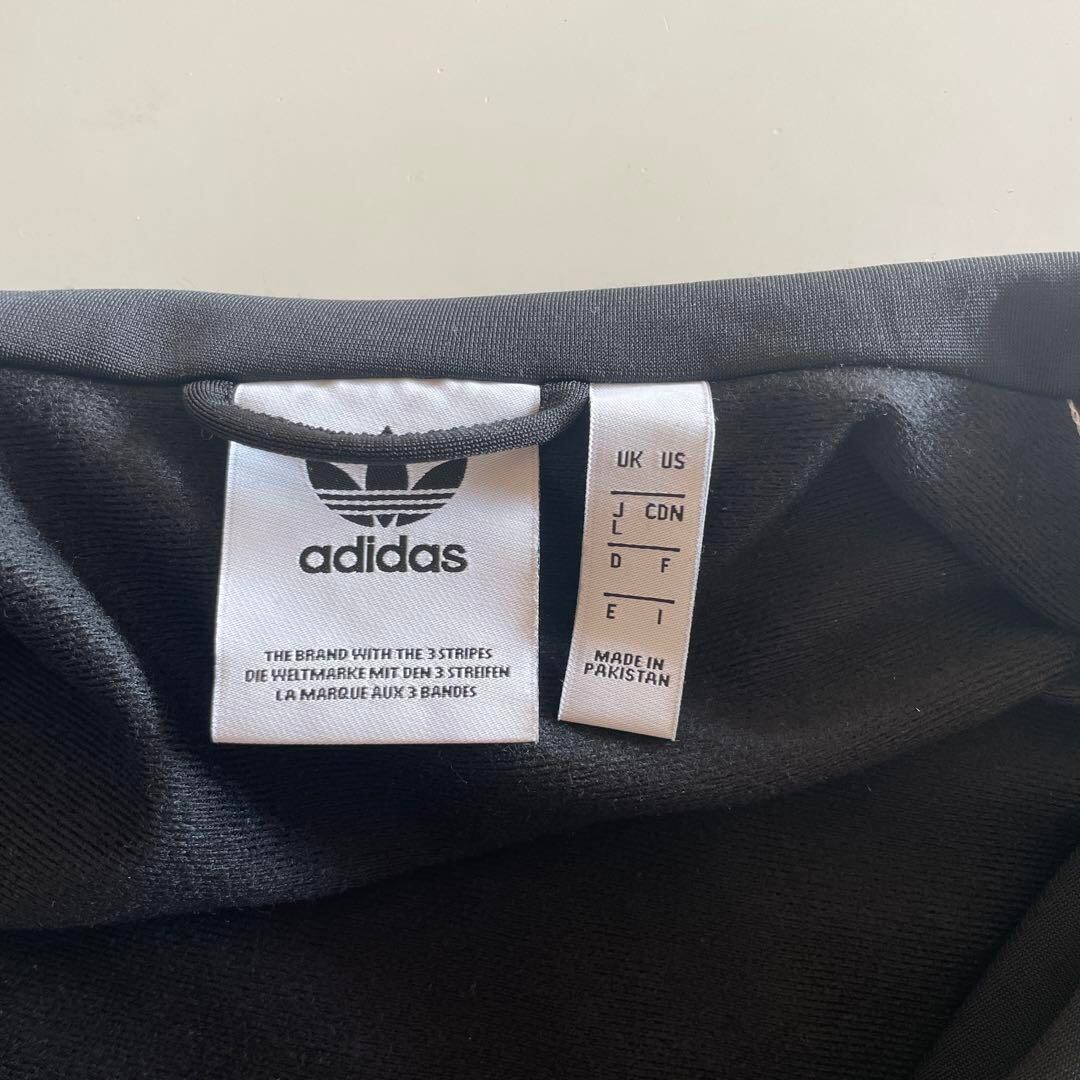 adidas
THE BRAND WITH THE 3 STRIPES
DIE WELTMARKE MIT DEN 3 STREIFEN
LA MARQUE AUX 3 BANDES
UK US
J CDN
L
D F
E I
MADE IN
PAKISTAN